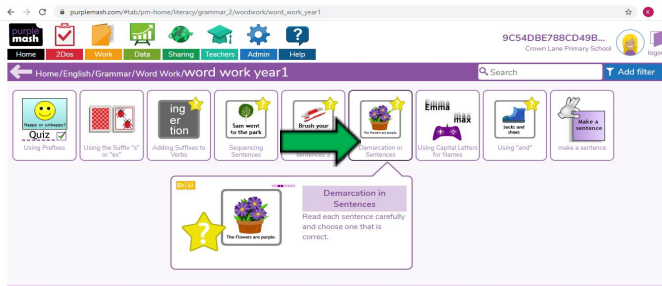 purplemash.com/#tab/pm-home/literacy/grammar_2/wordwork/word_work_year1
K
purple
mash
Home
2Dos
Work
Data
Sharing
Teachers
Admin
Help
9C54DBE788CD49B...
Crown Lane Primary School
logou
Home/English/Grammar/Word Work/word work year1
Search
Add filter
Happy or unhappy?
Quiz
Using Prefixes
Using the Suffix "s"
or "es"
ing
er
tion
Adding Suffixes to
Verbs
Sam went
to the park
Sequencing
Sentences
Brush your
sentences 2
The Flowers are purple.
Demarcation in
Sentences
Emma
max
Using Capital Letters
for Names
Socks and
shoes
Using "and"
Make a
sentence
make a sentence
En Li
?
The Flowers are purple.
Demarcation in
Sentences
Read each sentence carefully
and choose one that is
correct.